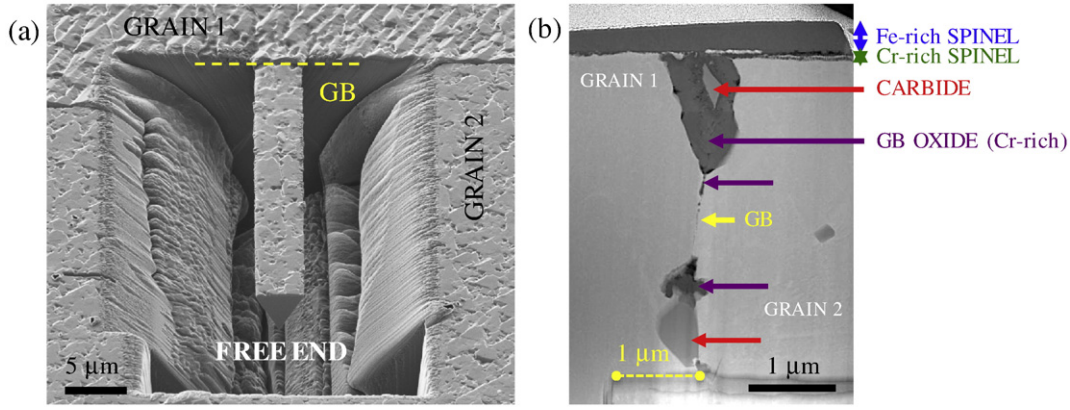 (a)
GRAIN 1
GB
GRAIN 2
FREE END
5 µm
(b)
Fe-rich SPINEL
Cr-rich SPINEL
GRAIN 1
CARBIDE
GB OXIDE (Cr-rich)
GB
GRAIN 2
1 µm
1 µm